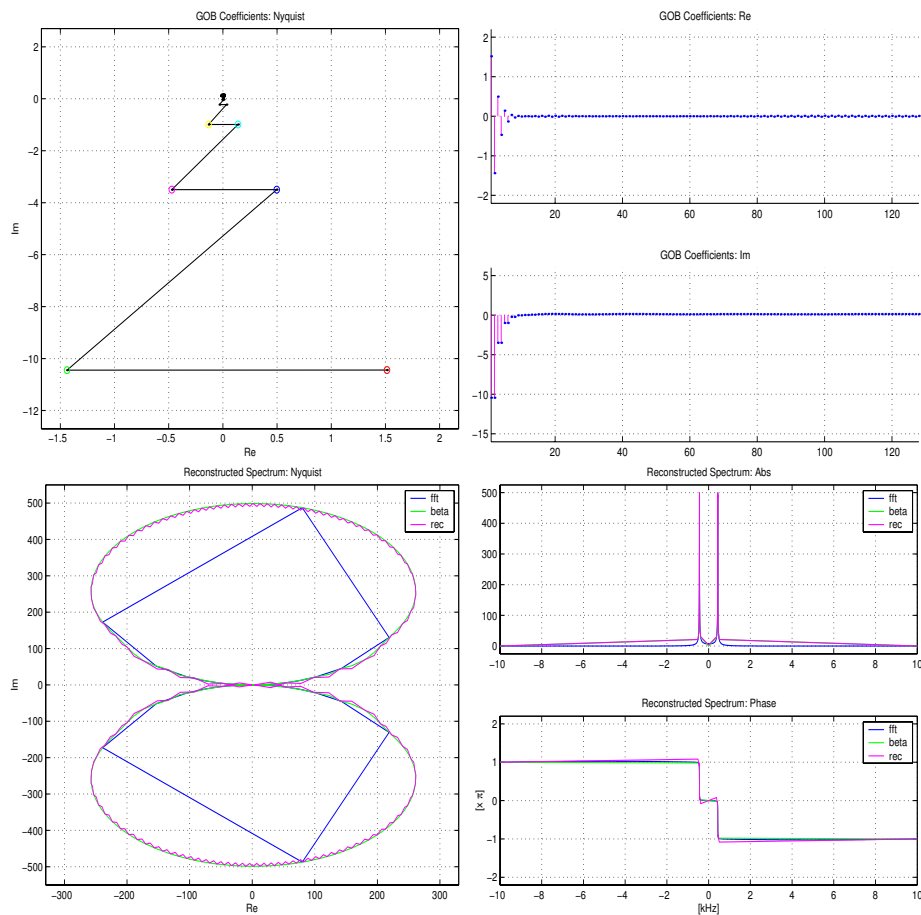 GOB Coefficients: Nyquist
2
0
−2
−4
−6
−8
−10
−12
Im
−1.5 −1 −0.5 0 0.5 1 1.5 2
Re
GOB Coefficients: Re
2
1
0
−1
−2
20 40 60 80 100 120
GOB Coefficients: Im
5
0
−5
−10
−15
20 40 60 80 100 120
Reconstructed Spectrum: Nyquist
500
400
300
200
100
0
−100
−200
−300
−400
−500
Im
fft
beta
rec
−300 −200 −100 0 100 200 300
Re
Reconstructed Spectrum: Abs
500
400
300
200
100
0
fft
beta
rec
−10 −8 −6 −4 −2 0 2 4 6 8 10
Reconstructed Spectrum: Phase
2
1
0
−1
−2
[× π]
fft
beta
rec
−10 −8 −6 −4 −2 0 2 4 6 8 10
[kHz]